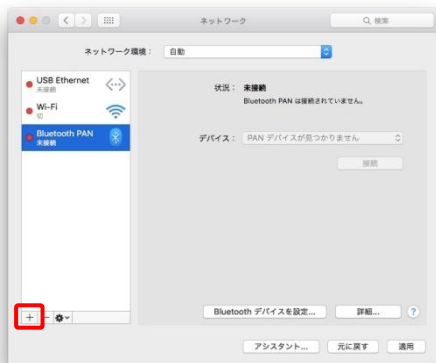 ネットワーク
検索
ネットワーク環境： 自動
USB Ethernet
未接続
Wi-Fi
切
Bluetooth PAN
未接続
状況： 未接続
Bluetooth PAN は接続されていません。
デバイス： PAN デバイスが見つかりません
接続
+ −
Bluetooth デバイスを設定... 詳細... ?
アシスタント... 元に戻す 適用